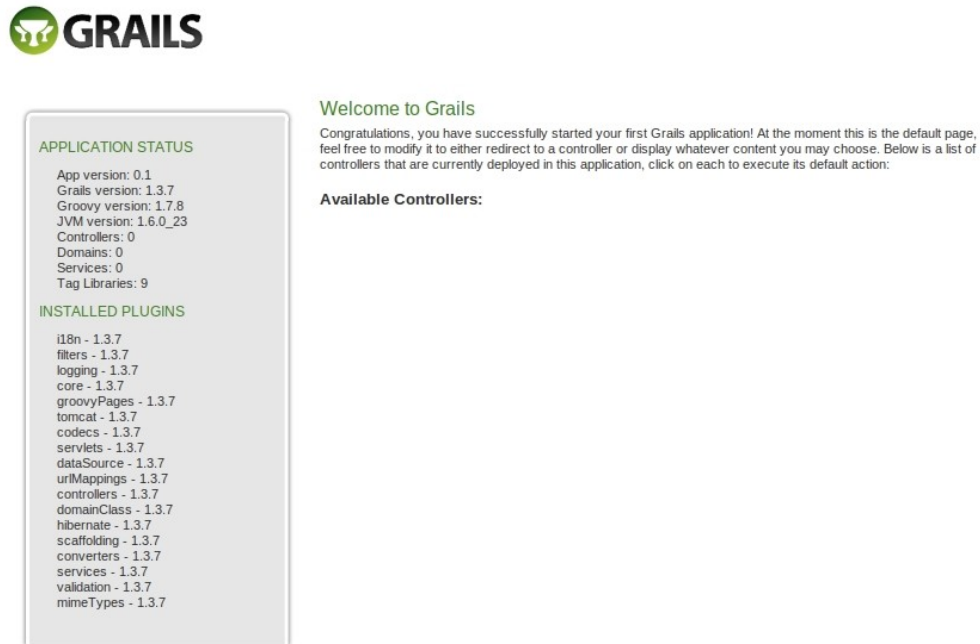 GRAILS
APPLICATION STATUS
App version: 0.1
Grails version: 1.3.7
Groovy version: 1.7.8
JVM version: 1.6.0_23
Controllers: 0
Domains: 0
Services: 0
Tag Libraries: 9
INSTALLED PLUGINS
i18n - 1.3.7
filters - 1.3.7
logging - 1.3.7
core - 1.3.7
groovyPages - 1.3.7
tomcat - 1.3.7
codecs - 1.3.7
servlets - 1.3.7
dataSource - 1.3.7
urlMappings - 1.3.7
controllers - 1.3.7
domainClass - 1.3.7
hibernate - 1.3.7
scaffolding - 1.3.7
converters - 1.3.7
services - 1.3.7
validation - 1.3.7
mimeTypes - 1.3.7
Welcome to Grails
Congratulations, you have successfully started your first Grails application! At the moment this is the default page,
feel free to modify it to either redirect to a controller or display whatever content you may choose. Below is a list of
controllers that are currently deployed in this application, click on each to execute its default action:
Available Controllers: